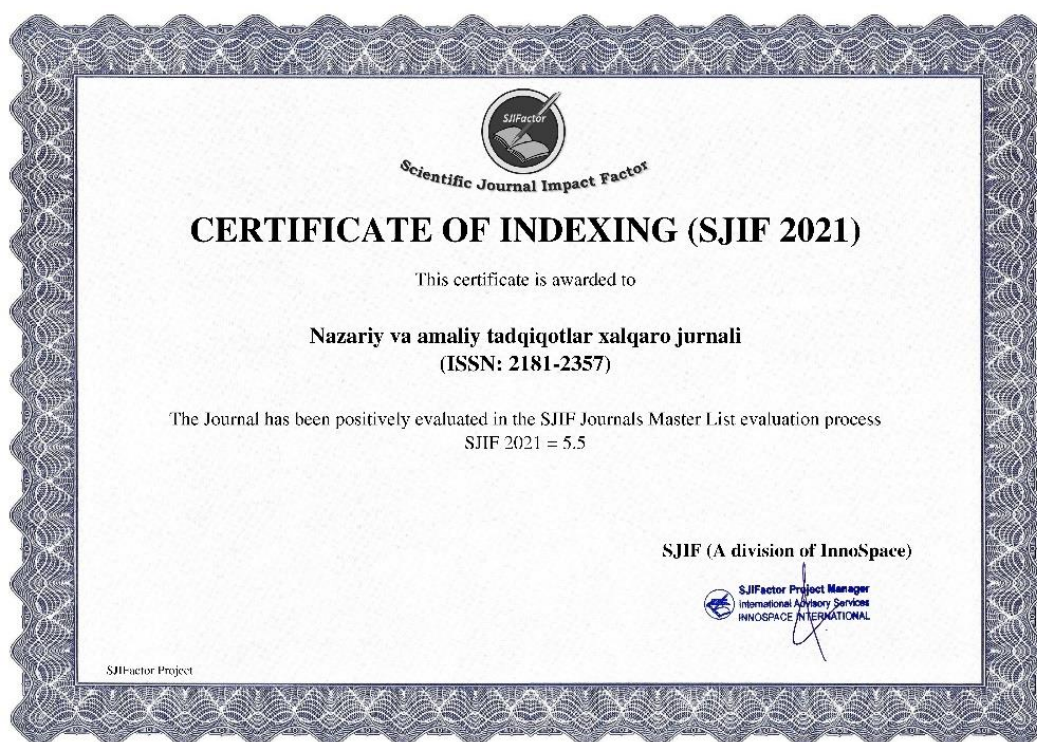 SJIFactor
Scientific Journal Impact Factor
CERTIFICATE OF INDEXING (SJIF 2021)
This certificate is awarded to
Nazariy va amaliy tadqiqotlar xalqaro jurnali
(ISSN: 2181-2357)
The Journal has been positively evaluated in the SJIF Journals Master List evaluation process
SJIF 2021 = 5.5
SJIF (A division of InnoSpace)
SJIFactor Project Manager
International Advisory Services
INNOSPACE INTERNATIONAL
SJIFactor Project